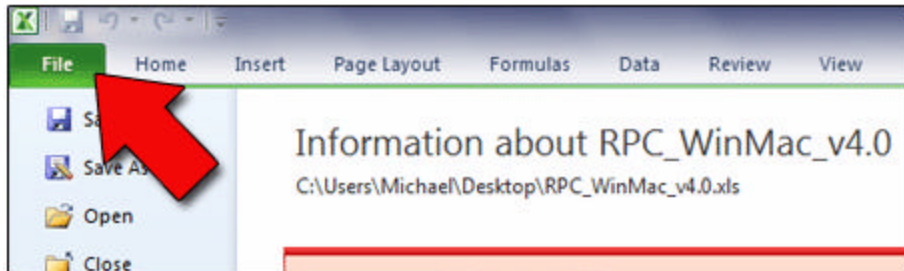 File Home Insert Page Layout Formulas Data Review View
Information about RPC_WinMac_v4.0
C:\Users\Michael\Desktop\RPC_WinMac_v4.0.xls
Save As
Open
Close